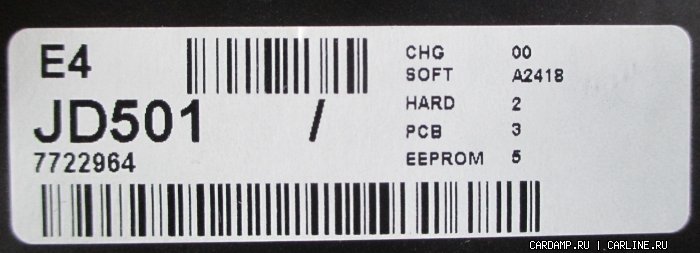 E4
JD501 /
7722964
CHG 00
SOFT A2418
HARD 2
PCB 3
EEPROM 5
CARDAMP.RU | CARLINE.RU